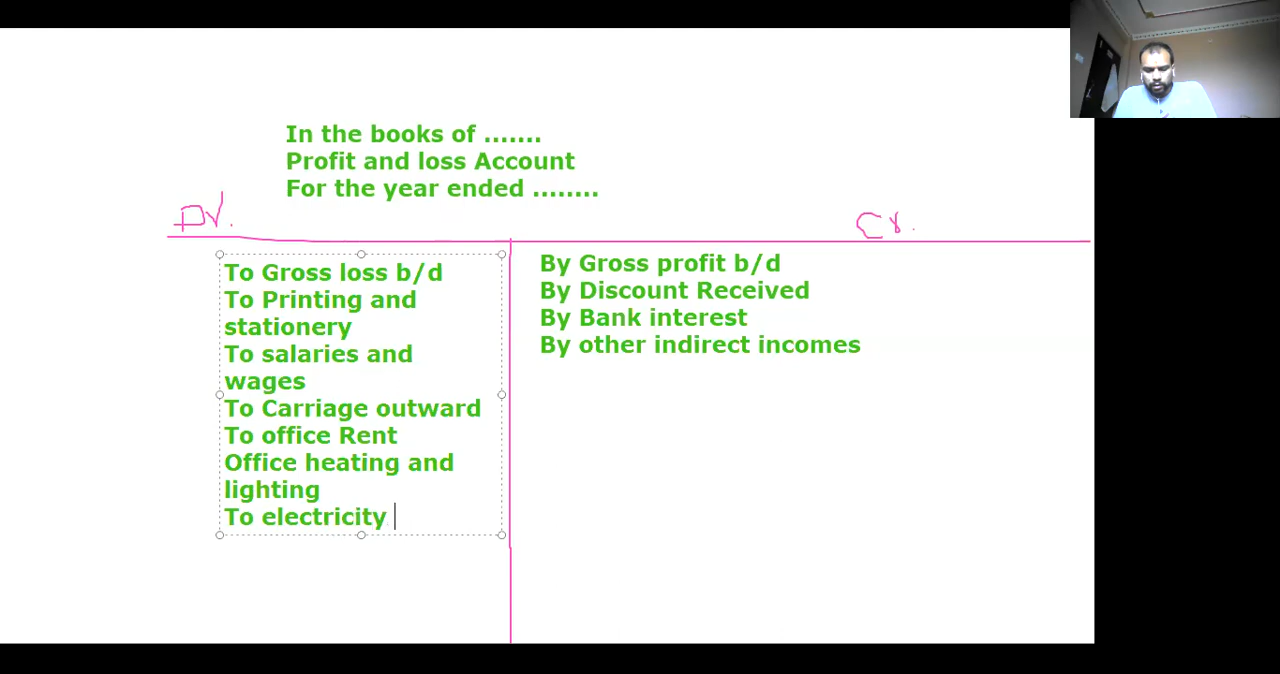 In the books of .......
Profit and loss Account
For the year ended ........
Dr.
Cr.
To Gross loss b/d
To Printing and
stationery
To salaries and
wages
To Carriage outward
To office Rent
Office heating and
lighting
To electricity
By Gross profit b/d
By Discount Received
By Bank interest
By other indirect incomes